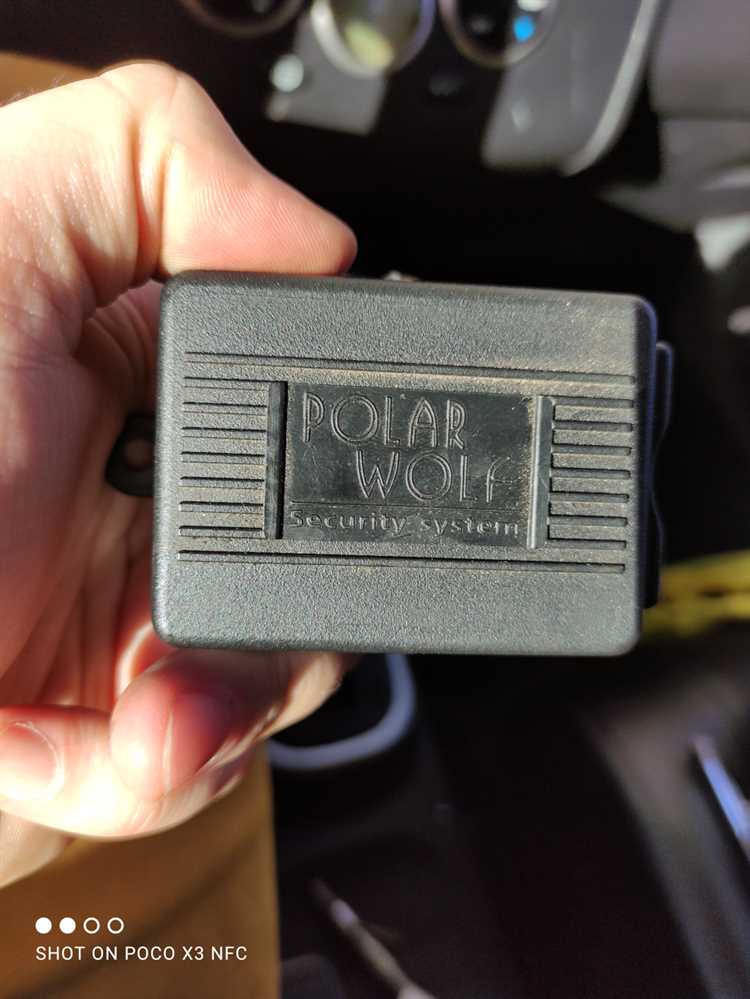 POLAR
WOLF
Security system
SHOT ON POCO X3 NFC